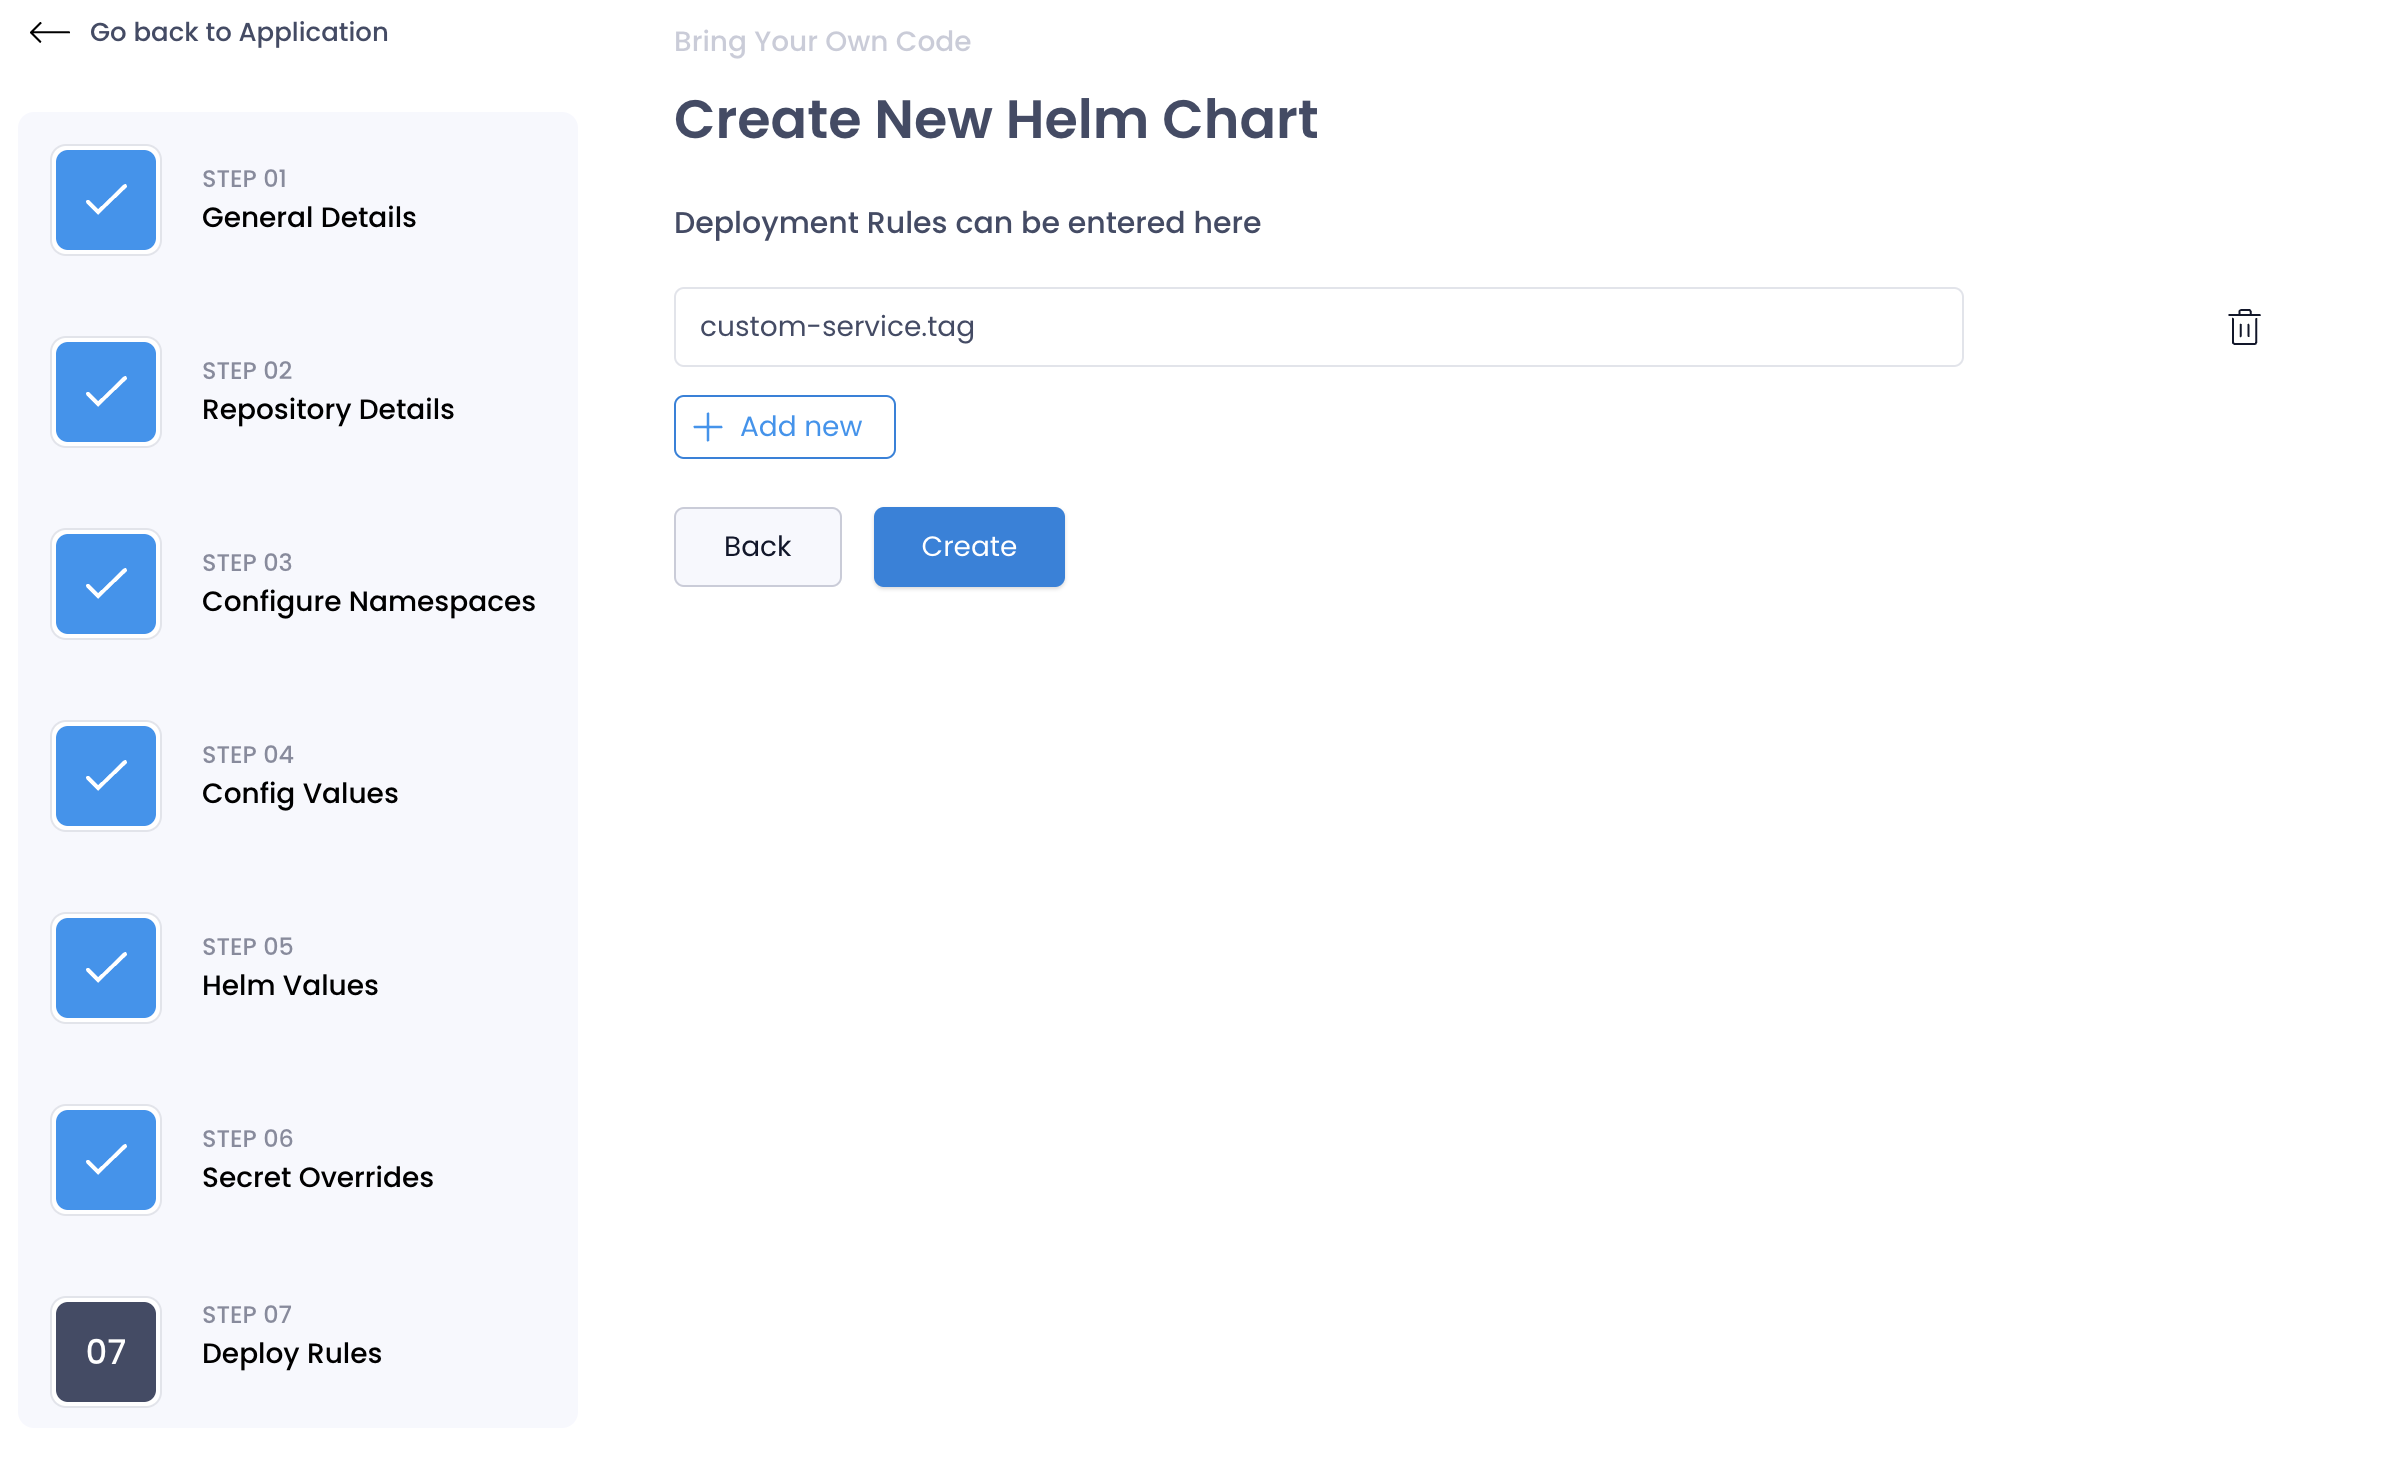 Go back to Application
STEP 01
General Details
STEP 02
Repository Details
STEP 03
Configure Namespaces
STEP 04
Config Values
STEP 05
Helm Values
STEP 06
Secret Overrides
07
STEP 07
Deploy Rules
Bring Your Own Code
Create New Helm Chart
Deployment Rules can be entered here
custom-service.tag
Add new
Back
Create